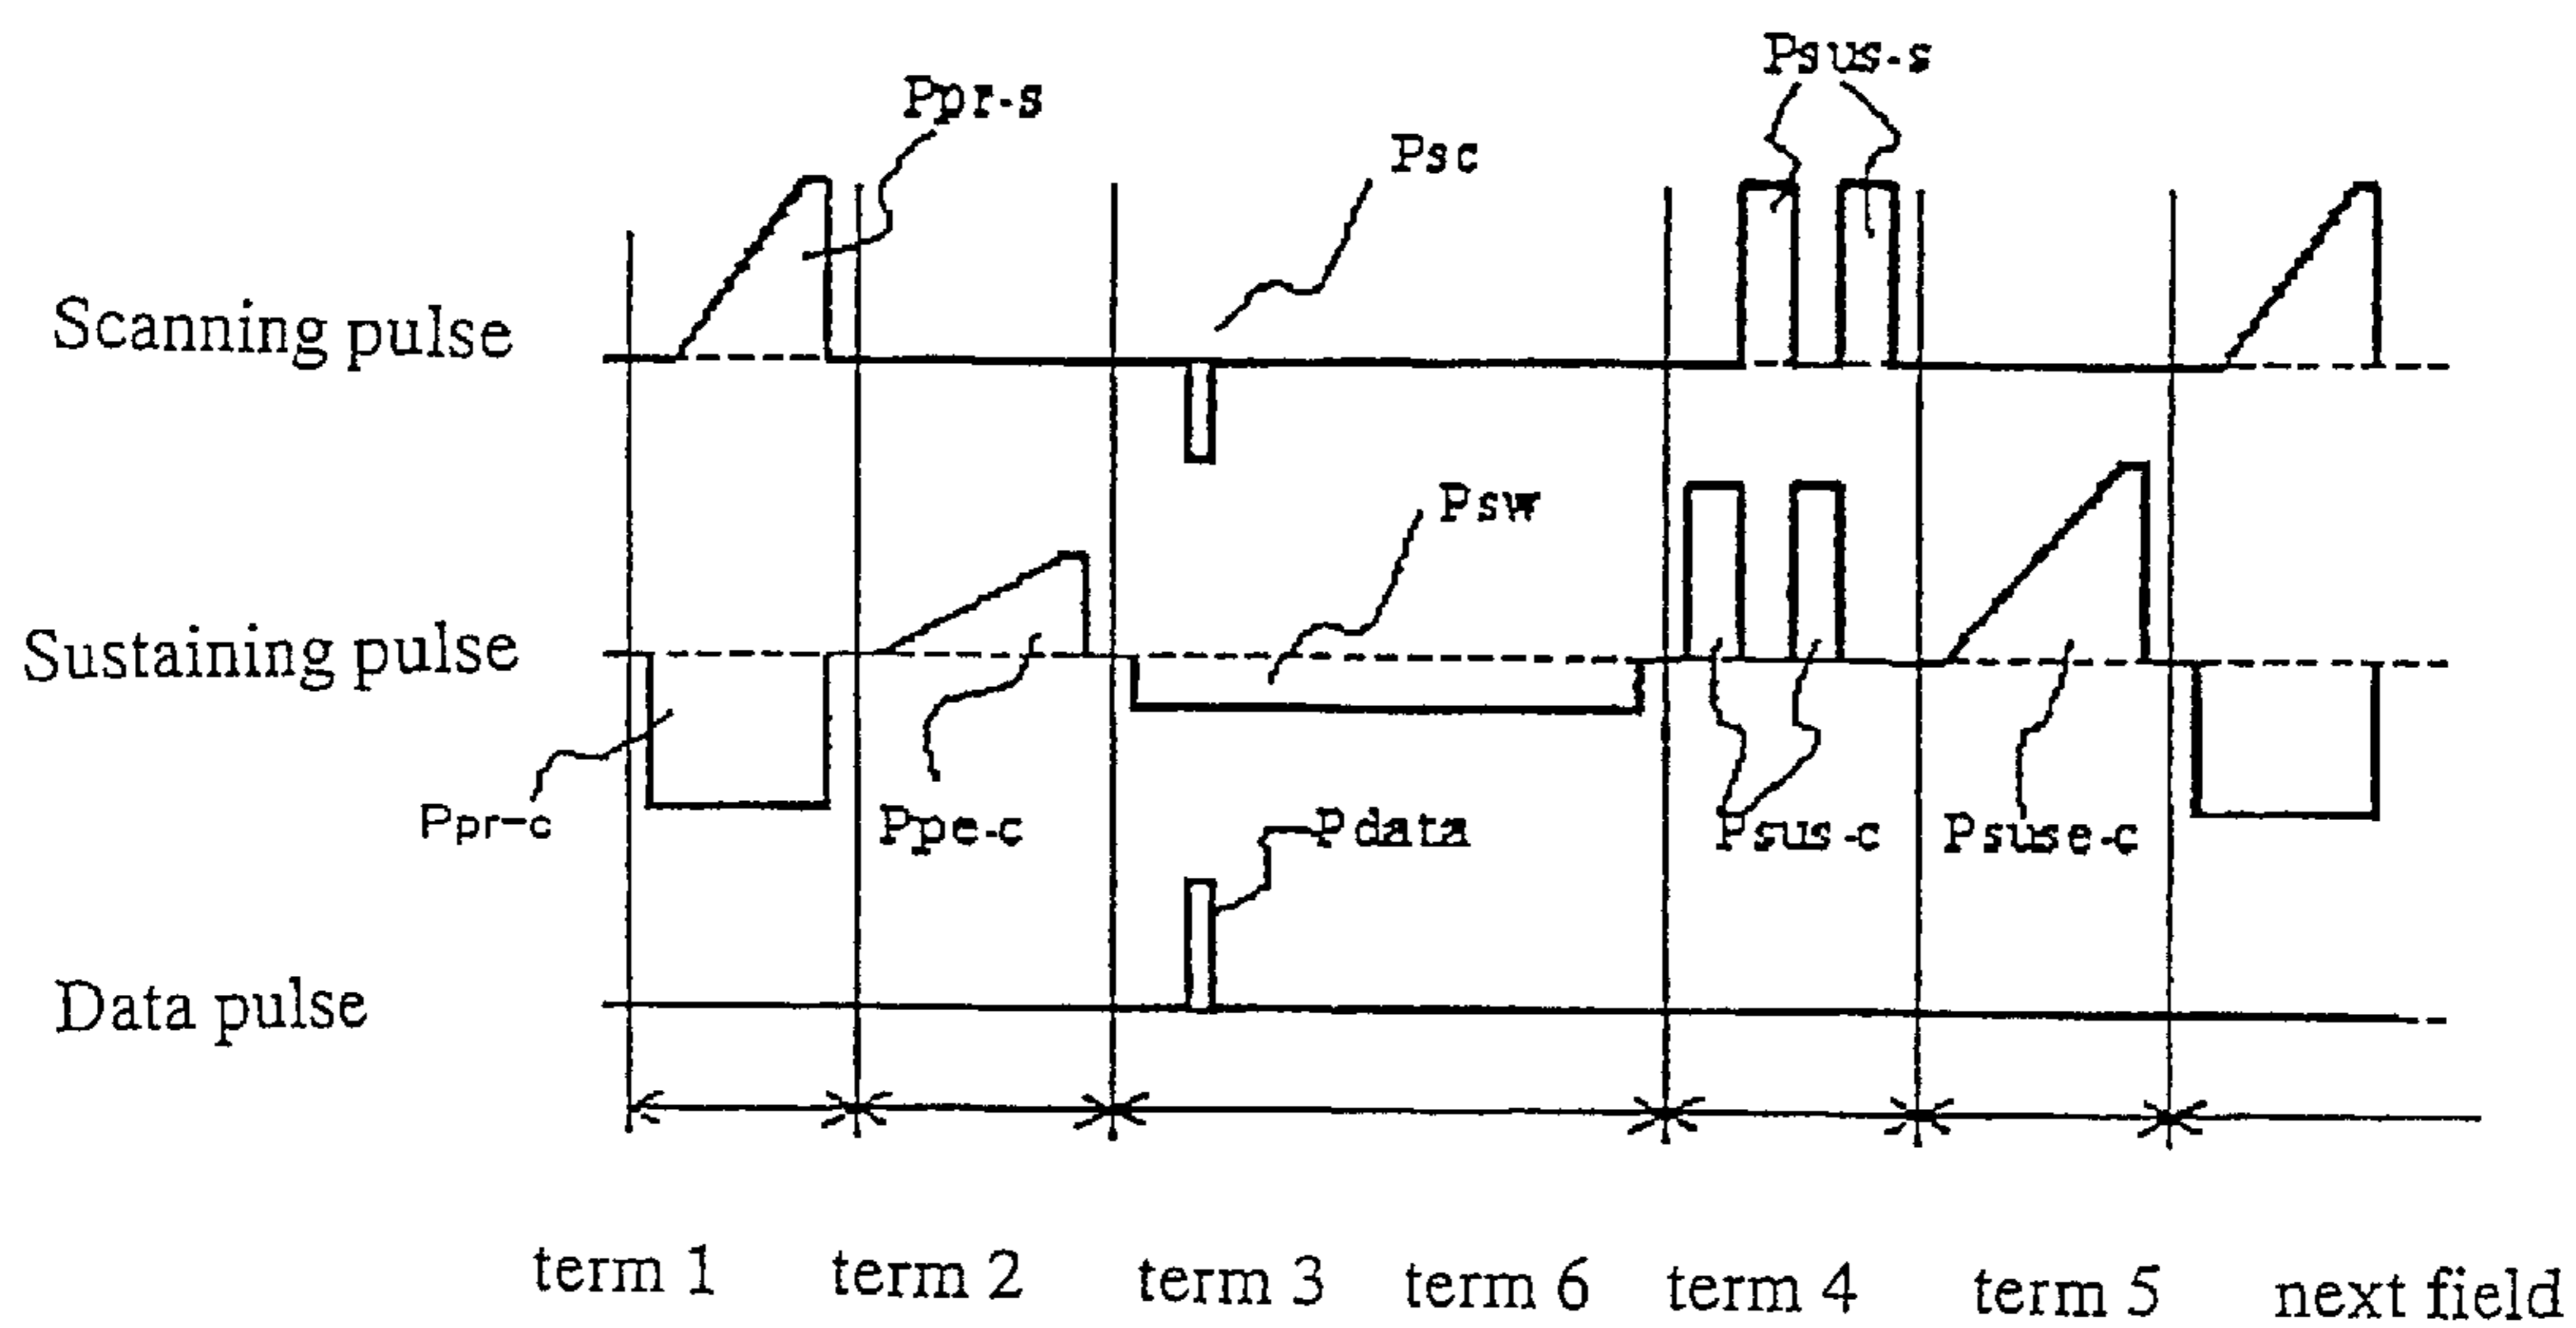 Psus-s
Ppr-s
Psc
Scanning pulse
Psw
Sustaining pulse
Ppr-c
Ppe-c
Pdata
Psus-c
Psuse-c
Data pulse
term 1 term 2 term 3 term 6 term 4 term 5 next field